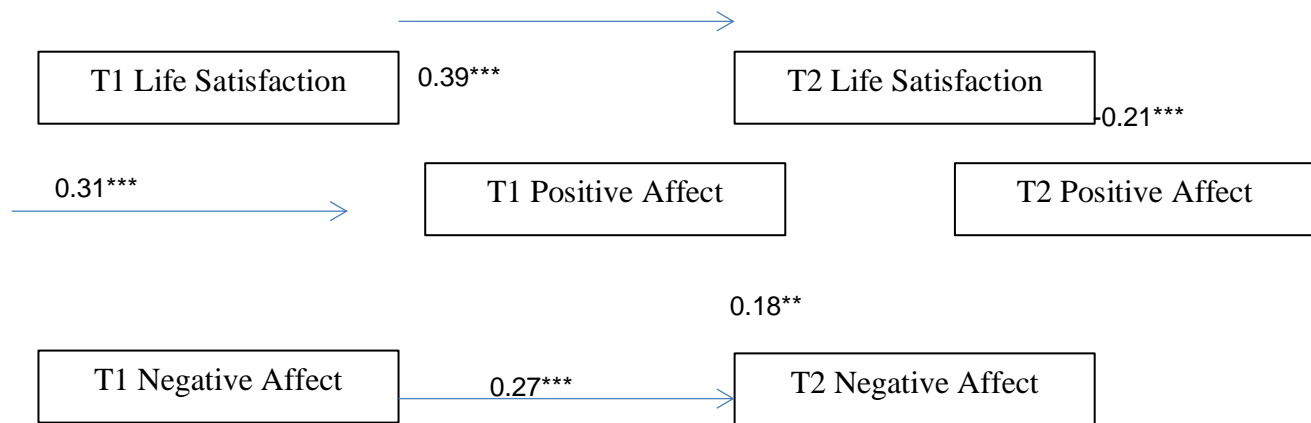 T1 Life Satisfaction
0.39***
T2 Life Satisfaction
-0.21***
0.31***
T1 Positive Affect
T2 Positive Affect
0.18**
T1 Negative Affect
0.27***
T2 Negative Affect